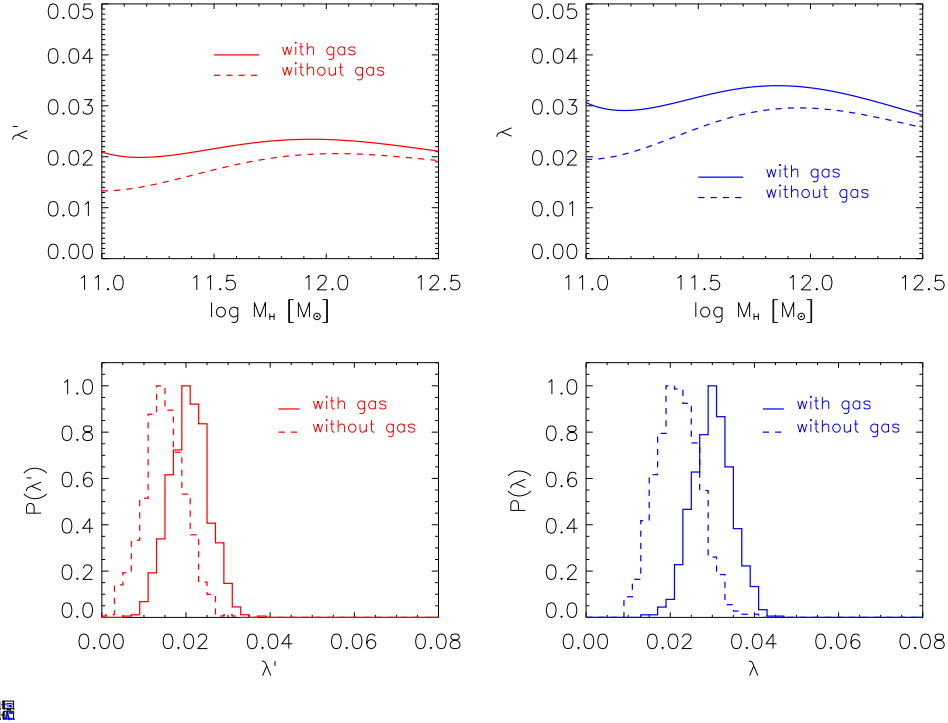 0.05 0.05
0.04 0.04
with gas
without gas
0.03 0.03
λ' λ
0.02 0.02
with gas
without gas
0.01 0.01
0.00 0.00
11.0 11.5 12.0 12.5 11.0 11.5 12.0 12.5
log M_H [M_⊙] log M_H [M_⊙]
1.0 with gas 1.0 with gas
without gas without gas
0.8 0.8
0.6 0.6
P(λ') P(λ)
0.4 0.4
0.2 0.2
0.0 0.0
0.00 0.02 0.04 0.06 0.08 0.00 0.02 0.04 0.06 0.08
λ' λ